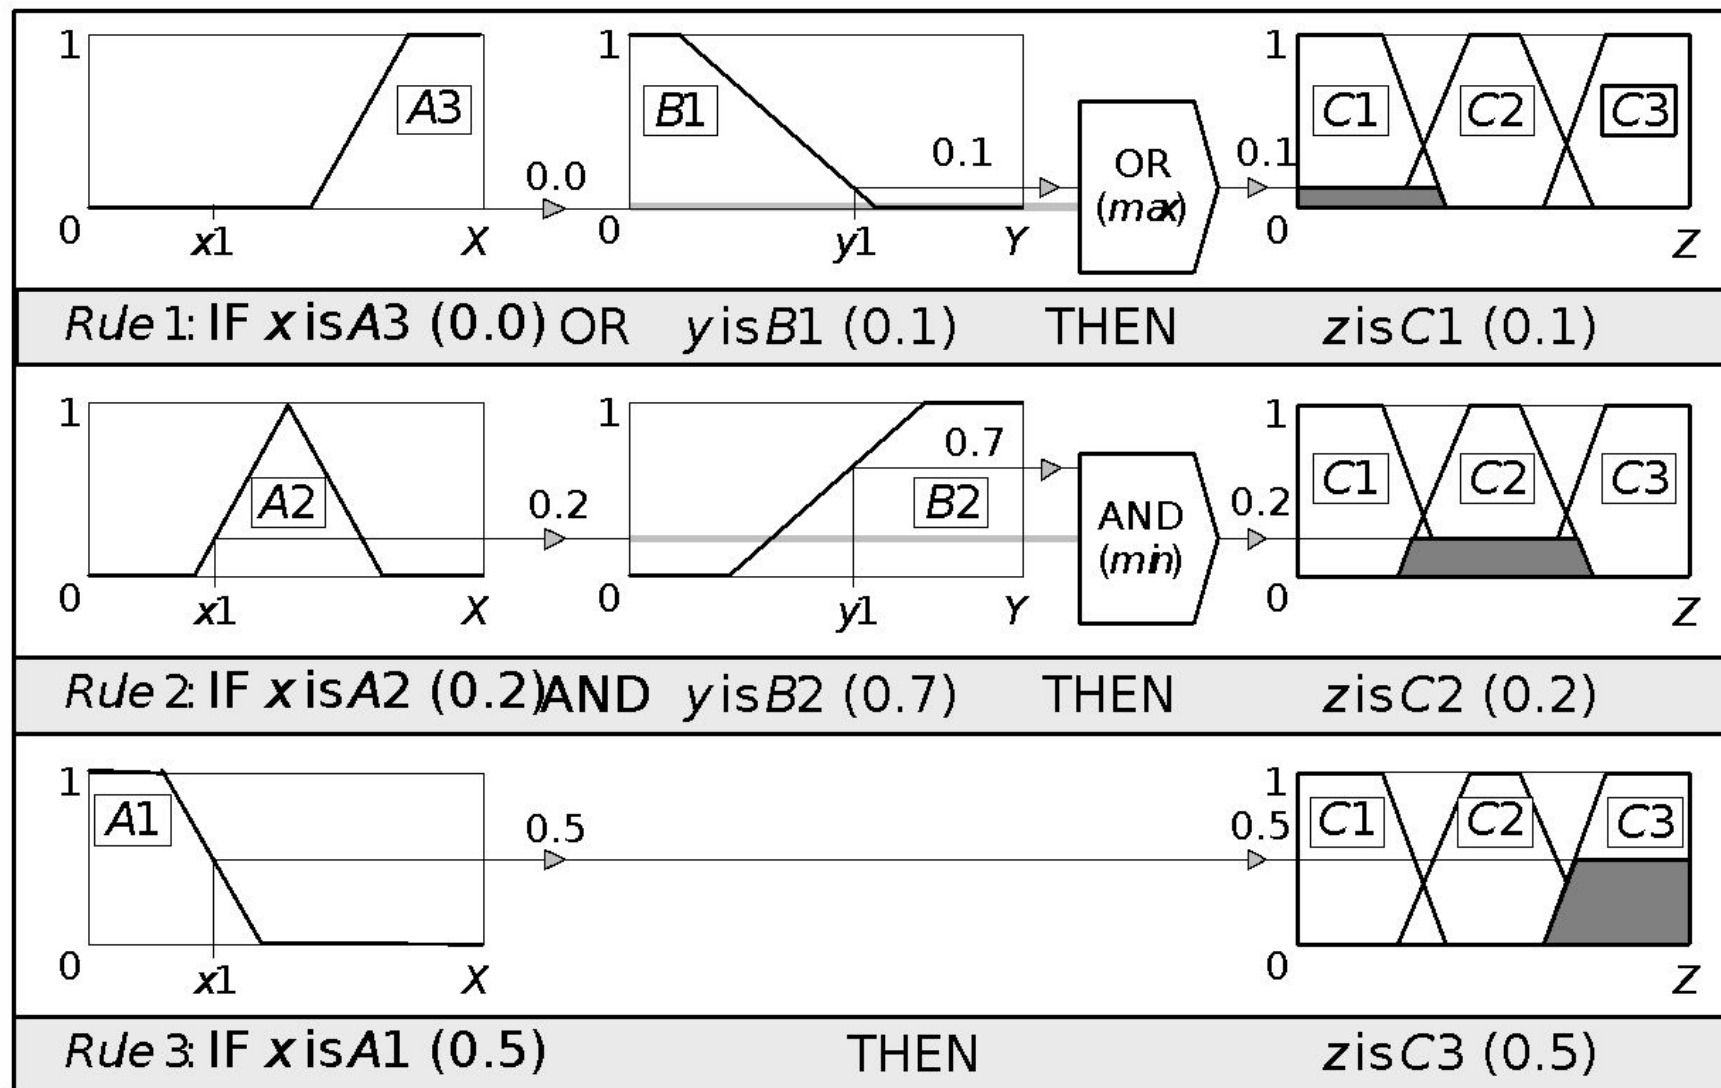 1 1 1
A3 B1 0.1 OR (max) 0.1 C1 C2 C3
0.0
0 x1 X 0 y1 Y 0 Z
Rule 1: IF x is A3 (0.0) OR y is B1 (0.1) THEN z is C1 (0.1)
1 1 1
A2 0.2 0.7 B2 AND (min) 0.2 C1 C2 C3
0 x1 X 0 y1 Y 0 Z
Rule 2: IF x is A2 (0.2) AND y is B2 (0.7) THEN z is C2 (0.2)
1 1
A1 0.5 0.5 C1 C2 C3
0 x1 X 0 Z
Rule 3: IF x is A1 (0.5) THEN z is C3 (0.5)